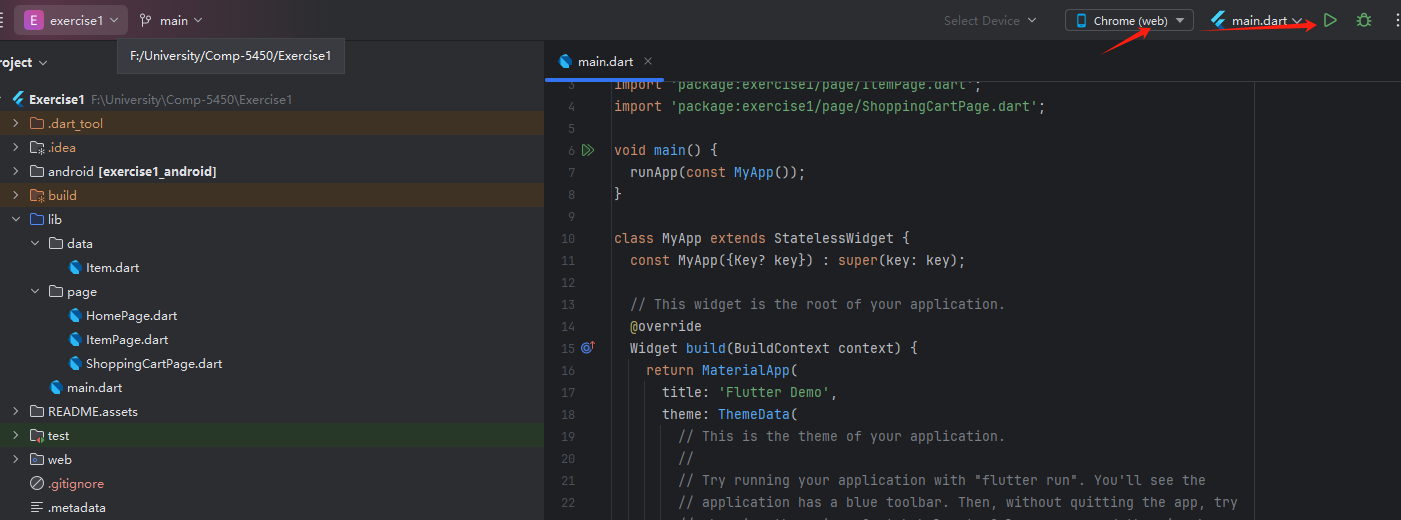 E exercise1 main Select Device Chrome (web) main.dart
F:/University/Comp-5450/Exercise1
roject
main.dart
Exercise1 F:\University\Comp-5450\Exercise1
.dart_tool
.idea
android [exercise1_android]
build
lib
data
Item.dart
page
HomePage.dart
ItemPage.dart
ShoppingCartPage.dart
main.dart
README.assets
test
web
.gitignore
.metadata
3 import 'package:exercise1/page/ItemPage.dart';
4 import 'package:exercise1/page/ShoppingCartPage.dart';
5
6 void main() {
7 runApp(const MyApp());
8 }
9
10 class MyApp extends StatelessWidget {
11 const MyApp({Key? key}) : super(key: key);
12
13 // This widget is the root of your application.
14 @override
15 Widget build(BuildContext context) {
16 return MaterialApp(
17 title: 'Flutter Demo',
18 theme: ThemeData(
19 // This is the theme of your application.
20 //
21 // Try running your application with "flutter run". You'll see the
22 // application has a blue toolbar. Then, without quitting the app, try